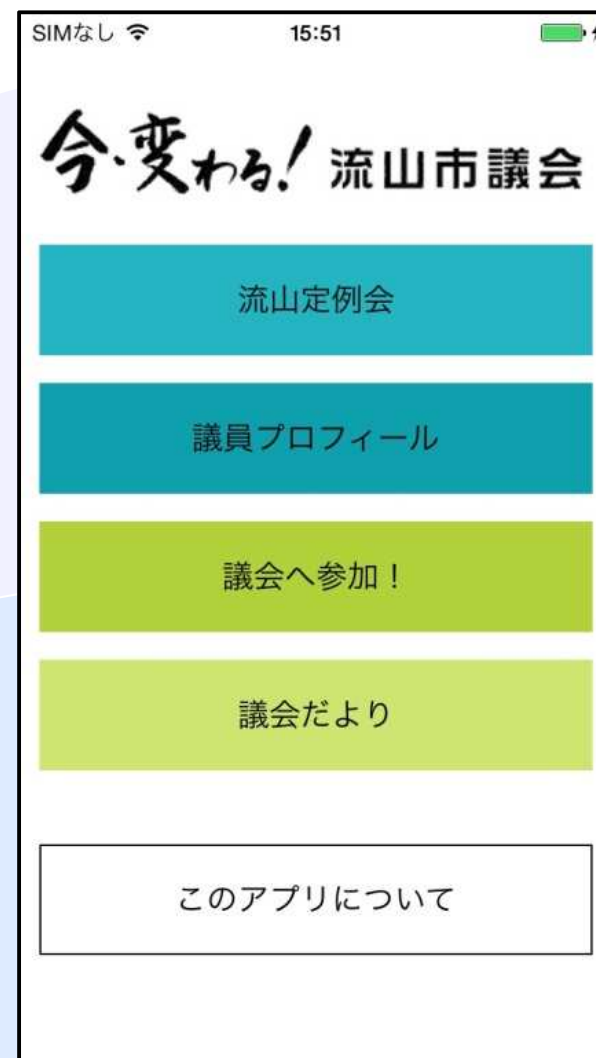 SIMなし 15:51
今・変わる! 流山市議会
流山定例会
議員プロフィール
議会へ参加！
議会だより
このアプリについて